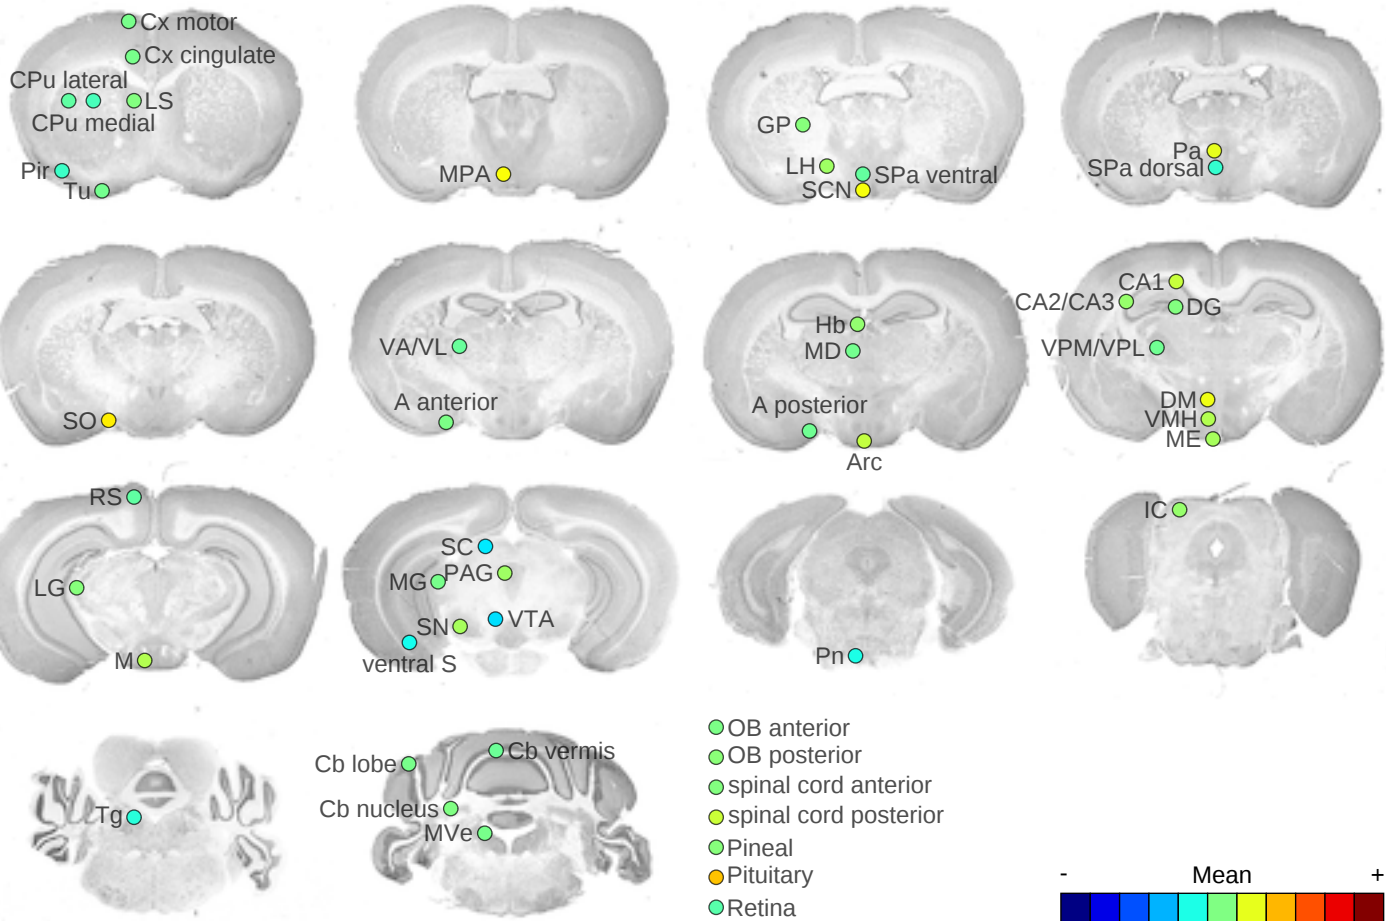 Cx motor
Cx cingulate
CPu lateral
LS
CPu medial
Pir
Tu
MPA
GP
LH
SPa ventral
SCN
Pa
SPa dorsal
SO
VA/VL
A anterior
Hb
MD
A posterior
Arc
CA1
CA2/CA3
DG
VPM/VPL
DM
VMH
ME
RS
LG
M
SC
MG
PAG
SN
VTA
ventral S
Pn
IC
Tg
Cb lobe
Cb vermis
Cb nucleus
MVe
OB anterior
OB posterior
spinal cord anterior
spinal cord posterior
Pineal
Pituitary
Retina
- Mean +